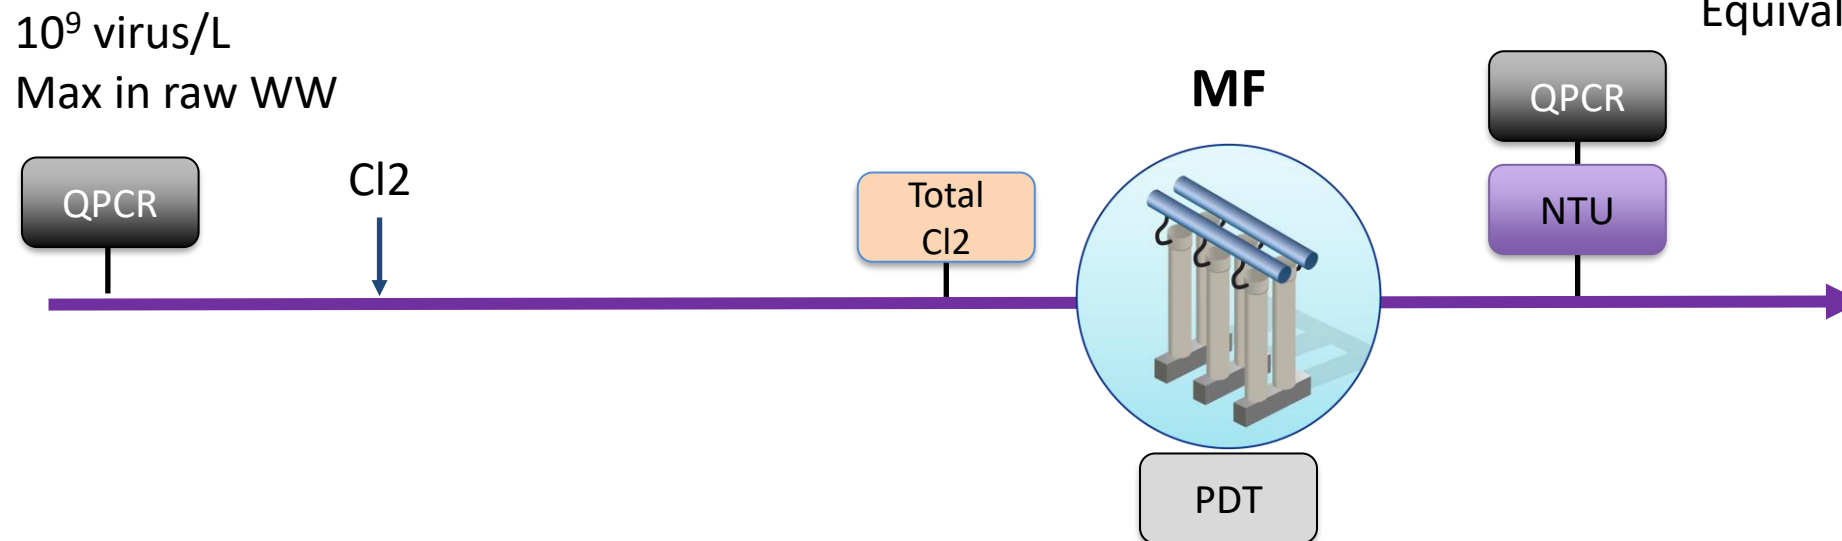 10⁹ virus/L
Max in raw WW
QPCR
Cl2
Total
Cl2
MF
PDT
QPCR
NTU